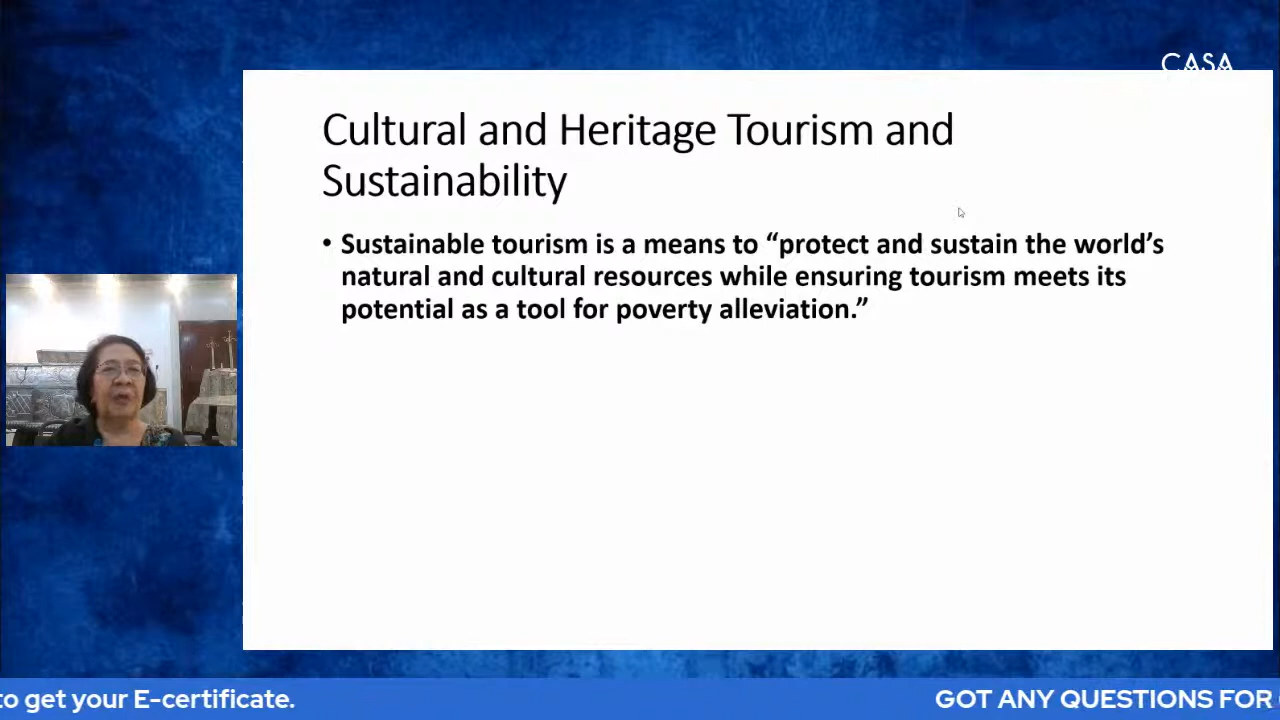 CASA
Cultural and Heritage Tourism and
Sustainability
• Sustainable tourism is a means to “protect and sustain the world’s
natural and cultural resources while ensuring tourism meets its
potential as a tool for poverty alleviation.”
to get your E-certificate.
GOT ANY QUESTIONS FOR